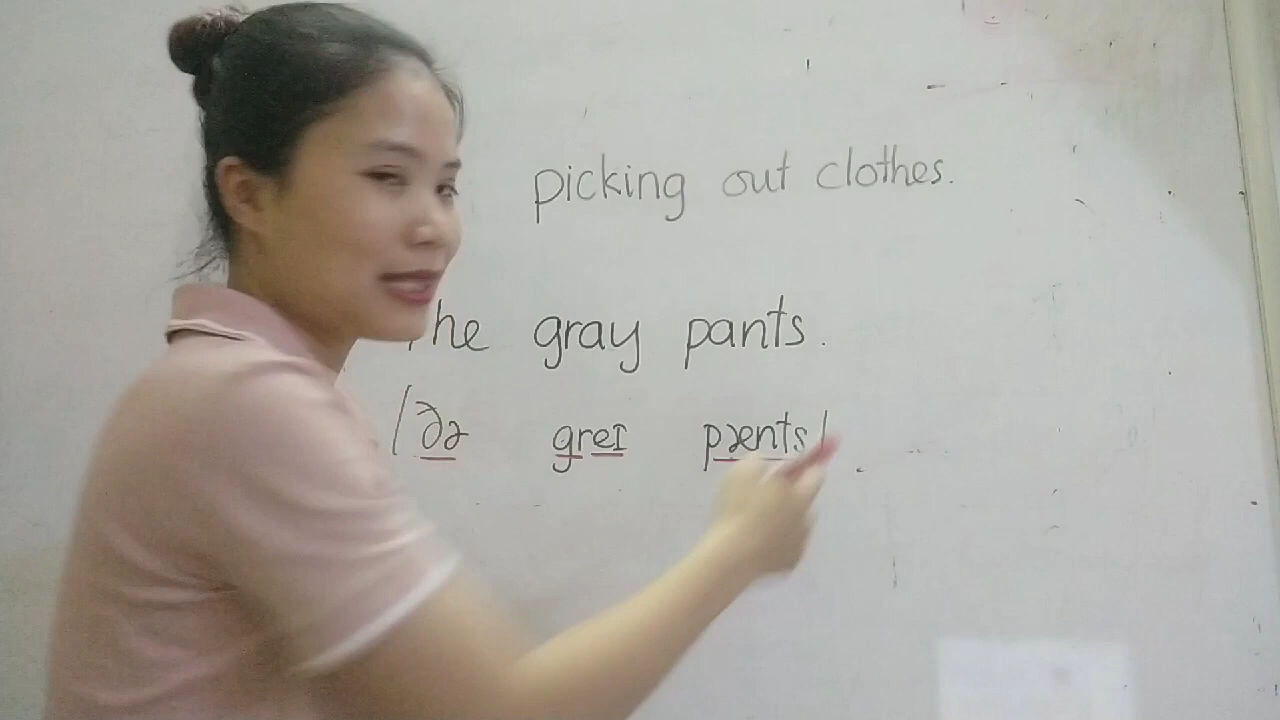 picking out clothes.
he gray pants.
/ðə greɪ pænts/